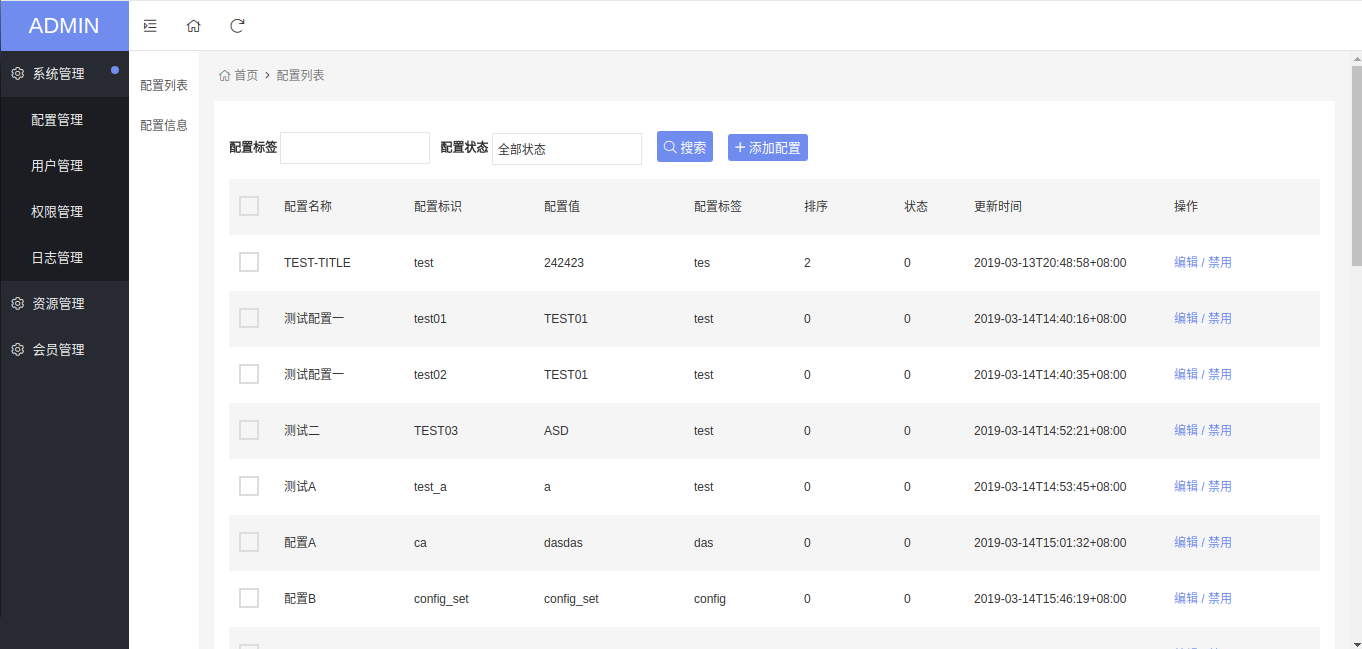 ADMIN
系统管理
配置管理
用户管理
权限管理
日志管理
资源管理
会员管理
配置列表
配置信息
首页 > 配置列表
配置标签 配置状态 全部状态 搜索 + 添加配置
配置名称 配置标识 配置值 配置标签 排序 状态 更新时间 操作
TEST-TITLE test 242423 tes 2 0 2019-03-13T20:48:58+08:00 编辑 / 禁用
测试配置一 test01 TEST01 test 0 0 2019-03-14T14:40:16+08:00 编辑 / 禁用
测试配置一 test02 TEST01 test 0 0 2019-03-14T14:40:35+08:00 编辑 / 禁用
测试二 TEST03 ASD test 0 0 2019-03-14T14:52:21+08:00 编辑 / 禁用
测试A test_a a test 0 0 2019-03-14T14:53:45+08:00 编辑 / 禁用
配置A ca dasdas das 0 0 2019-03-14T15:01:32+08:00 编辑 / 禁用
配置B config_set config_set config 0 0 2019-03-14T15:46:19+08:00 编辑 / 禁用